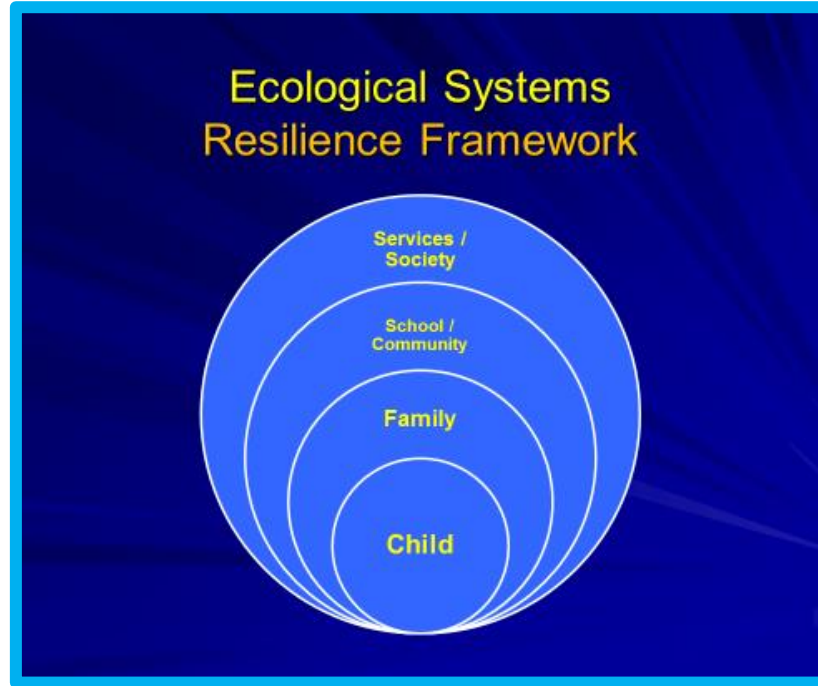 Ecological Systems
Resilience Framework
Services /
Society
School /
Community
Family
Child